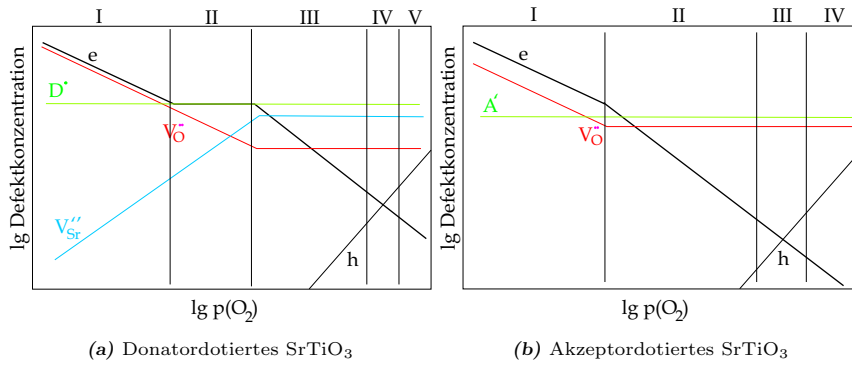 I II III IV V
e
D•
V_O^••
V_Sr′′
h
lg Defektkonzentration
lg p(O₂)
(a) Donatordotiertes SrTiO₃
I II III IV
e
A′
V_O^••
h
lg Defektkonzentration
lg p(O₂)
(b) Akzeptordotiertes SrTiO₃